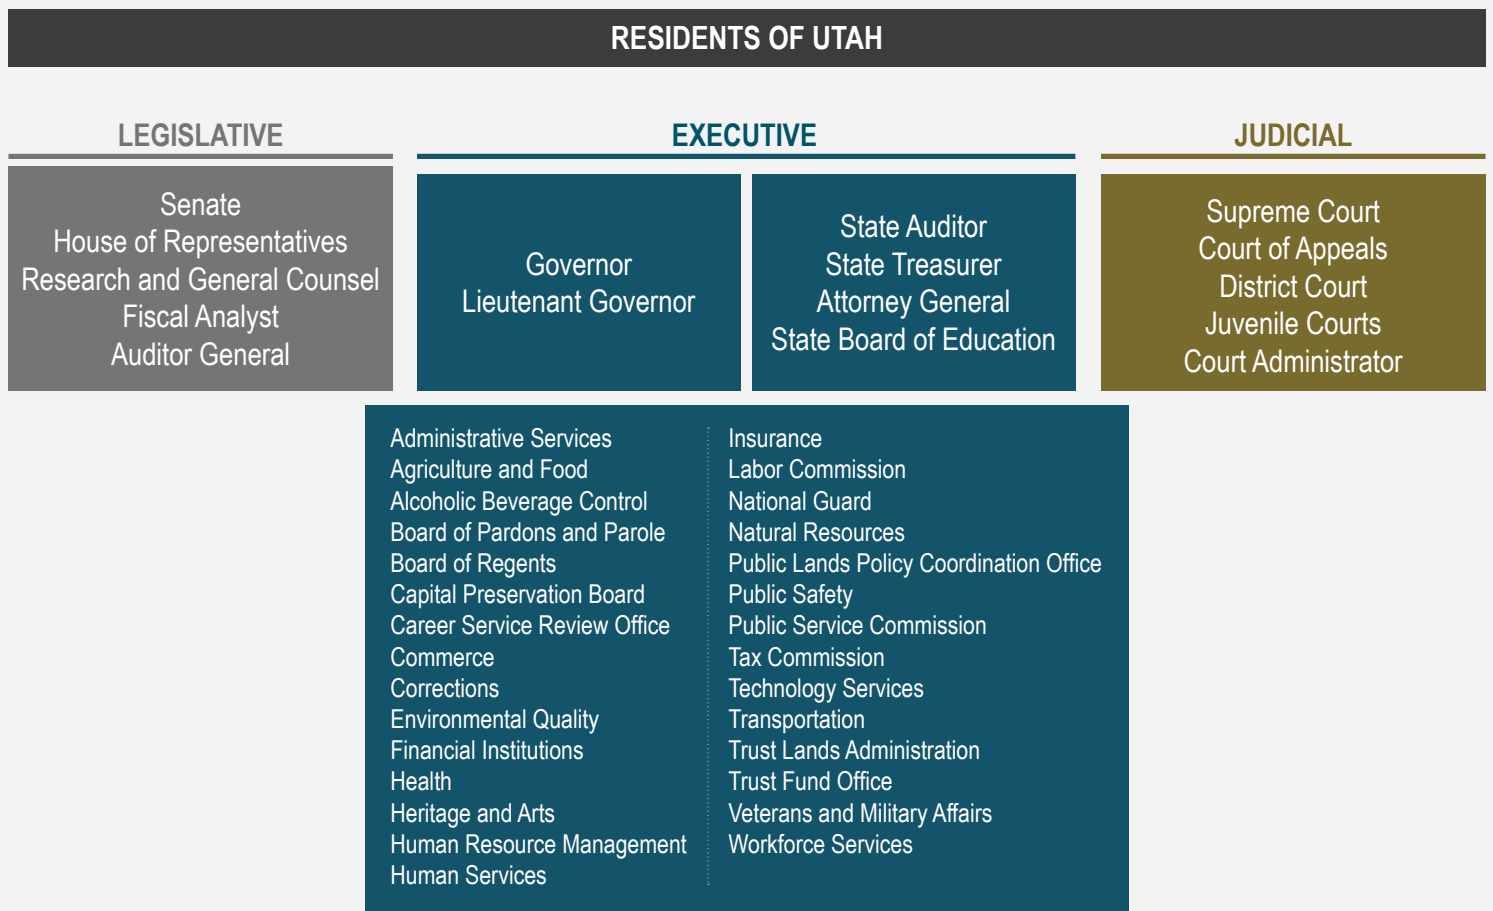 RESIDENTS OF UTAH
LEGISLATIVE
Senate
House of Representatives
Research and General Counsel
Fiscal Analyst
Auditor General
EXECUTIVE
Governor
Lieutenant Governor
State Auditor
State Treasurer
Attorney General
State Board of Education
JUDICIAL
Supreme Court
Court of Appeals
District Court
Juvenile Courts
Court Administrator
Administrative Services
Agriculture and Food
Alcoholic Beverage Control
Board of Pardons and Parole
Board of Regents
Capital Preservation Board
Career Service Review Office
Commerce
Corrections
Environmental Quality
Financial Institutions
Health
Heritage and Arts
Human Resource Management
Human Services
Insurance
Labor Commission
National Guard
Natural Resources
Public Lands Policy Coordination Office
Public Safety
Public Service Commission
Tax Commission
Technology Services
Transportation
Trust Lands Administration
Trust Fund Office
Veterans and Military Affairs
Workforce Services